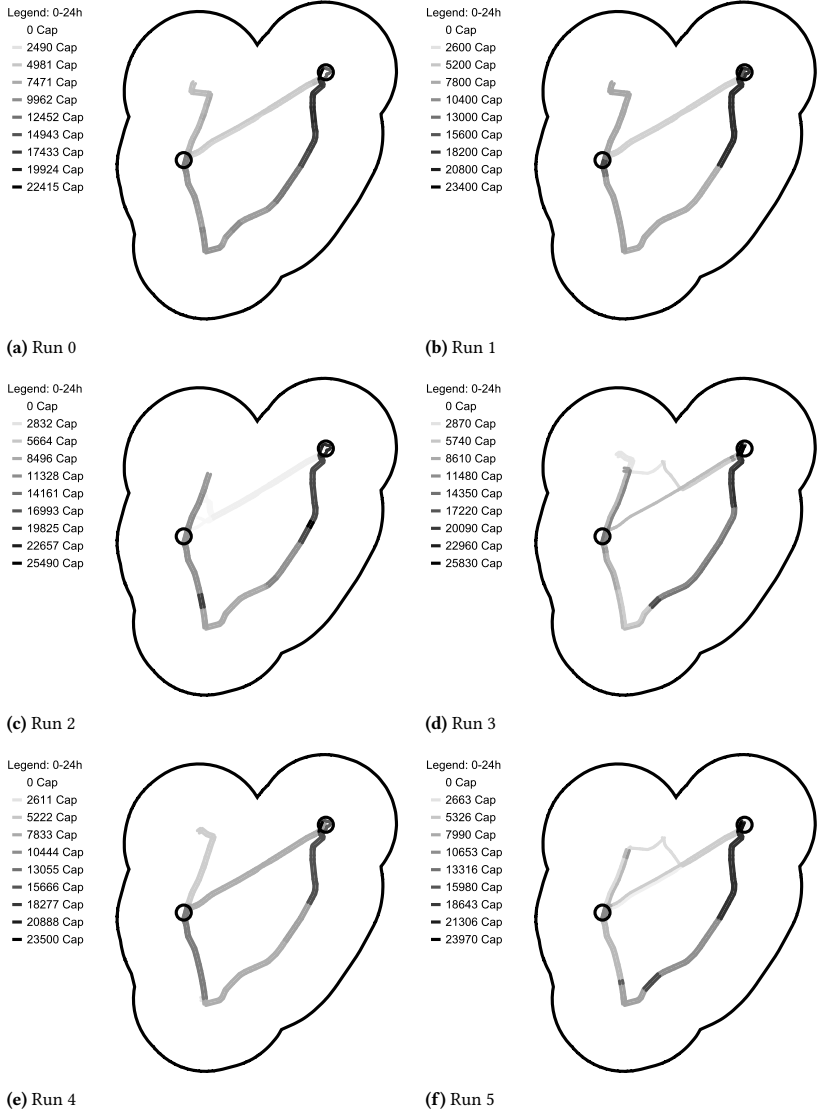 Legend: 0-24h
0 Cap
2490 Cap
4981 Cap
7471 Cap
9962 Cap
12452 Cap
14943 Cap
17433 Cap
19924 Cap
22415 Cap
(a) Run 0
Legend: 0-24h
0 Cap
2600 Cap
5200 Cap
7800 Cap
10400 Cap
13000 Cap
15600 Cap
18200 Cap
20800 Cap
23400 Cap
(b) Run 1
Legend: 0-24h
0 Cap
2832 Cap
5664 Cap
8496 Cap
11328 Cap
14161 Cap
16993 Cap
19825 Cap
22657 Cap
25490 Cap
(c) Run 2
Legend: 0-24h
0 Cap
2870 Cap
5740 Cap
8610 Cap
11480 Cap
14350 Cap
17220 Cap
20090 Cap
22960 Cap
25830 Cap
(d) Run 3
Legend: 0-24h
0 Cap
2611 Cap
5222 Cap
7833 Cap
10444 Cap
13055 Cap
15666 Cap
18277 Cap
20888 Cap
23500 Cap
(e) Run 4
Legend: 0-24h
0 Cap
2663 Cap
5326 Cap
7990 Cap
10653 Cap
13316 Cap
15980 Cap
18643 Cap
21306 Cap
23970 Cap
(f) Run 5